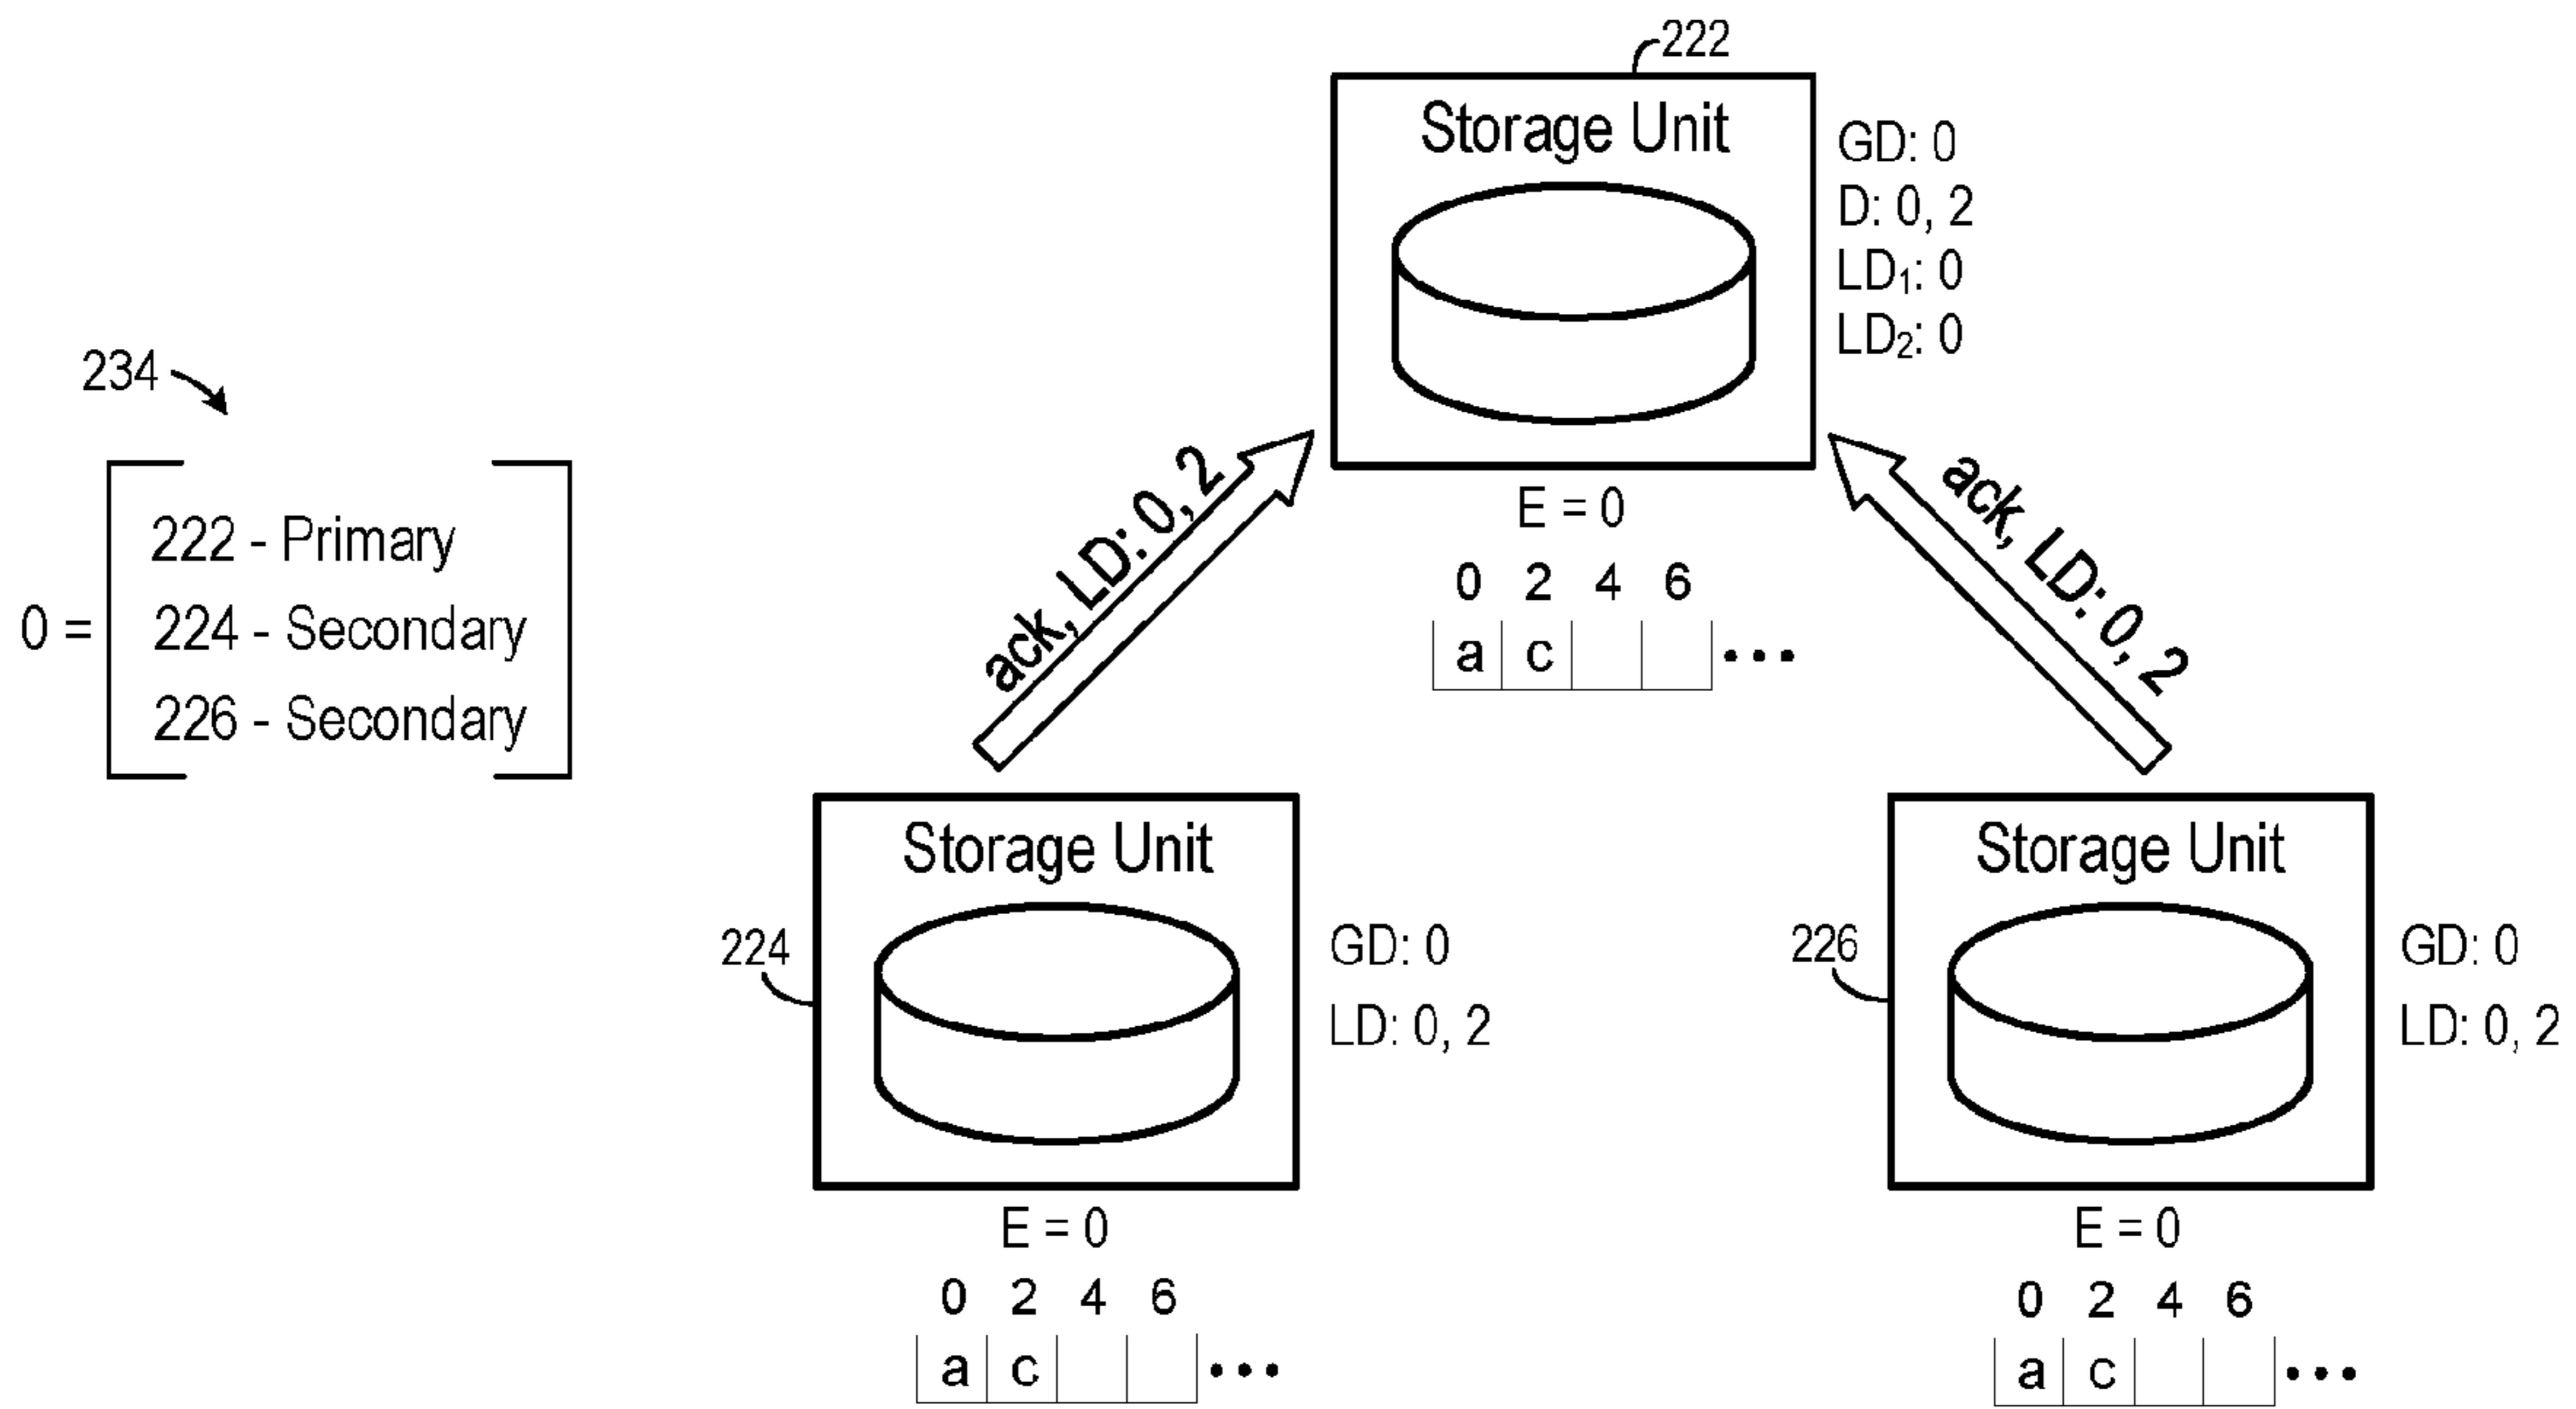 222
Storage Unit
GD: 0
D: 0, 2
LD₁: 0
LD₂: 0
E = 0
0 2 4 6
a c •••
234
0 =
222 - Primary
224 - Secondary
226 - Secondary
ack, LD: 0, 2
ack, LD: 0, 2
224
Storage Unit
GD: 0
LD: 0, 2
E = 0
0 2 4 6
a c •••
226
Storage Unit
GD: 0
LD: 0, 2
E = 0
0 2 4 6
a c •••